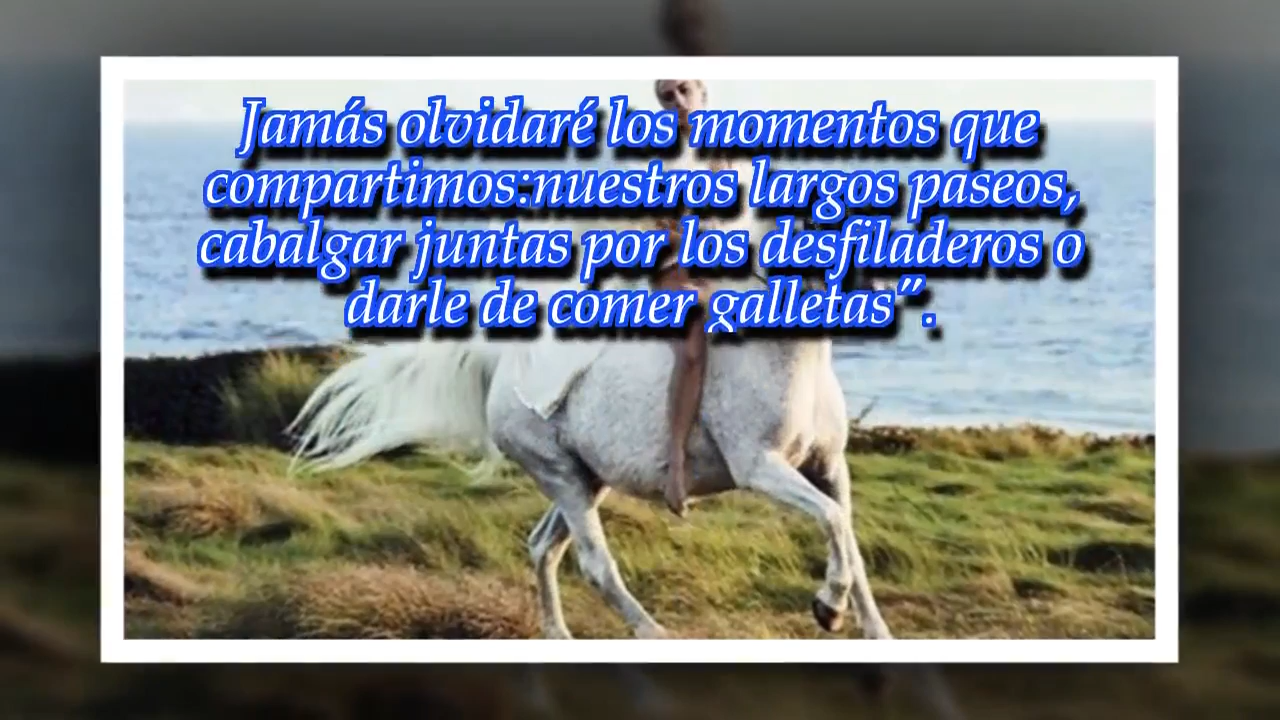 Jamás olvidaré los momentos que
compartimos:nuestros largos paseos,
cabalgar juntas por los desfiladeros o
darle de comer galletas”.